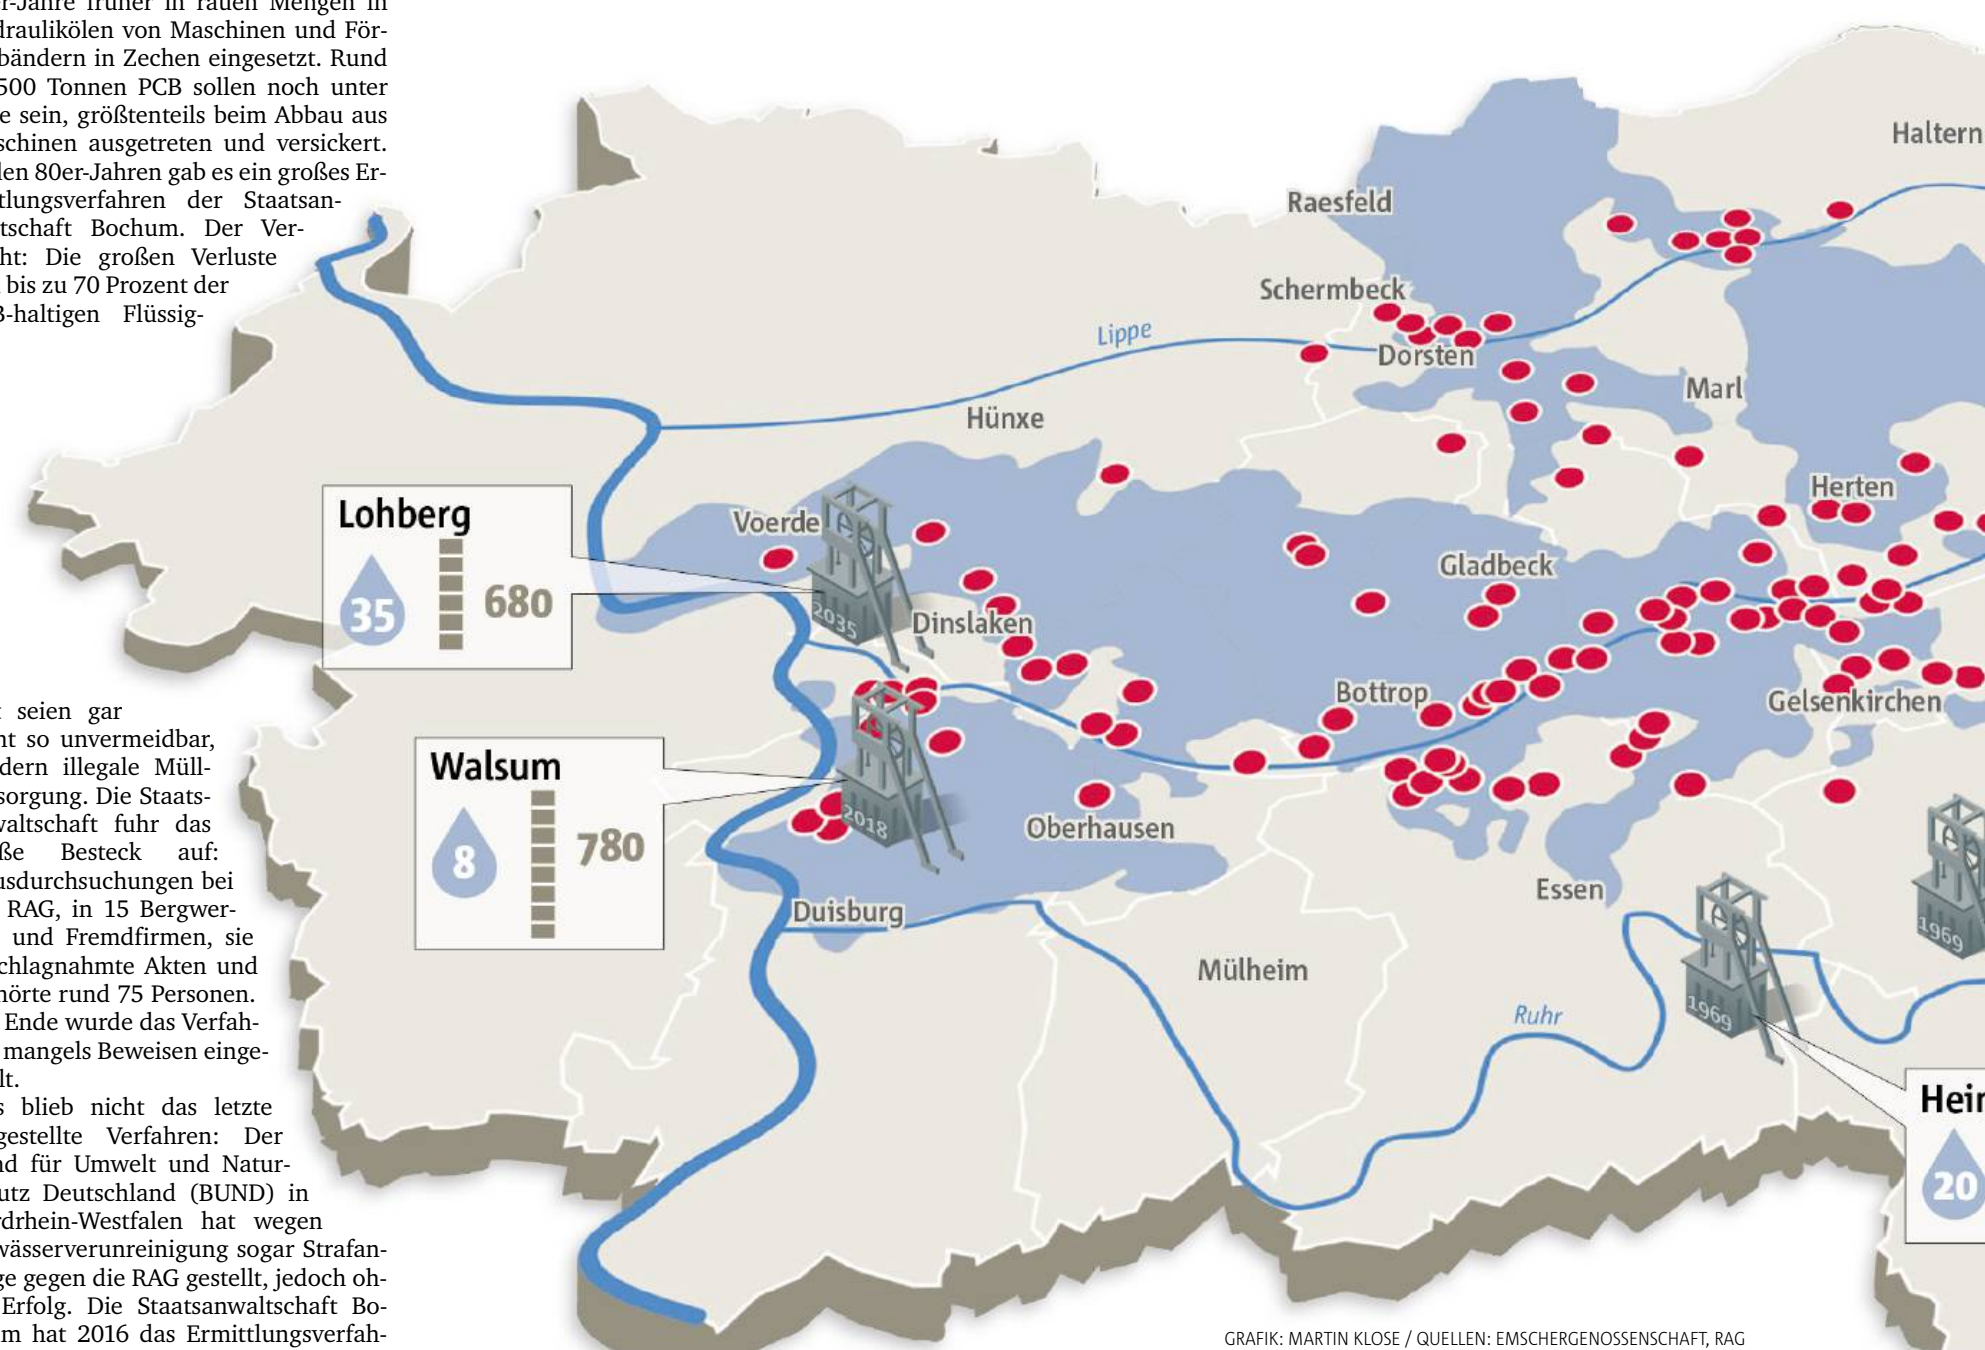 er-Jahre früher in rauen Mengen in
draulikölen von Maschinen und För-
bändern in Zechen eingesetzt. Rund
500 Tonnen PCB sollen noch unter
e sein, größtenteils beim Abbau aus
schinen ausgetreten und versickert.
den 80er-Jahren gab es ein großes Er-
tlungsverfahren der Staatsan-
tschaft Bochum. Der Ver-
ht: Die großen Verluste
bis zu 70 Prozent der
B-haltigen Flüssig-
seien gar
nt so unvermeidbar,
dern illegale Müll-
sorgung. Die Staats-
waltschaft fuhr das
ße Besteck auf:
usdurchsuchungen bei
RAG, in 15 Bergwer-
und Fremdfirmen, sie
schlagnahmte Akten und
hörte rund 75 Personen.
Ende wurde das Verfah-
mangels Beweisen einge-
lt.
s blieb nicht das letzte
gestellte Verfahren: Der
nd für Umwelt und Natur-
utz Deutschland (BUND) in
rdrhein-Westfalen hat wegen
wässerverunreinigung sogar Strafan-
ge gegen die RAG gestellt, jedoch oh-
Erfolg. Die Staatsanwaltschaft Bo-
m hat 2016 das Ermittlungsverfah-
Haltern
Raesfeld
Schermbeck
Lippe
Dorsten
Marl
Hünxe
Herten
Lohberg
35
680
Voerde
2035
Gladbeck
Dinslaken
Bottrop
Gelsenkirchen
Walsum
8
780
2018
Oberhausen
Essen
Duisburg
1969
Mülheim
Ruhr
1969
Hein
20
GRAFIK: MARTIN KLOSE / QUELLEN: EMSCHERGENOSSENSCHAFT, RAG